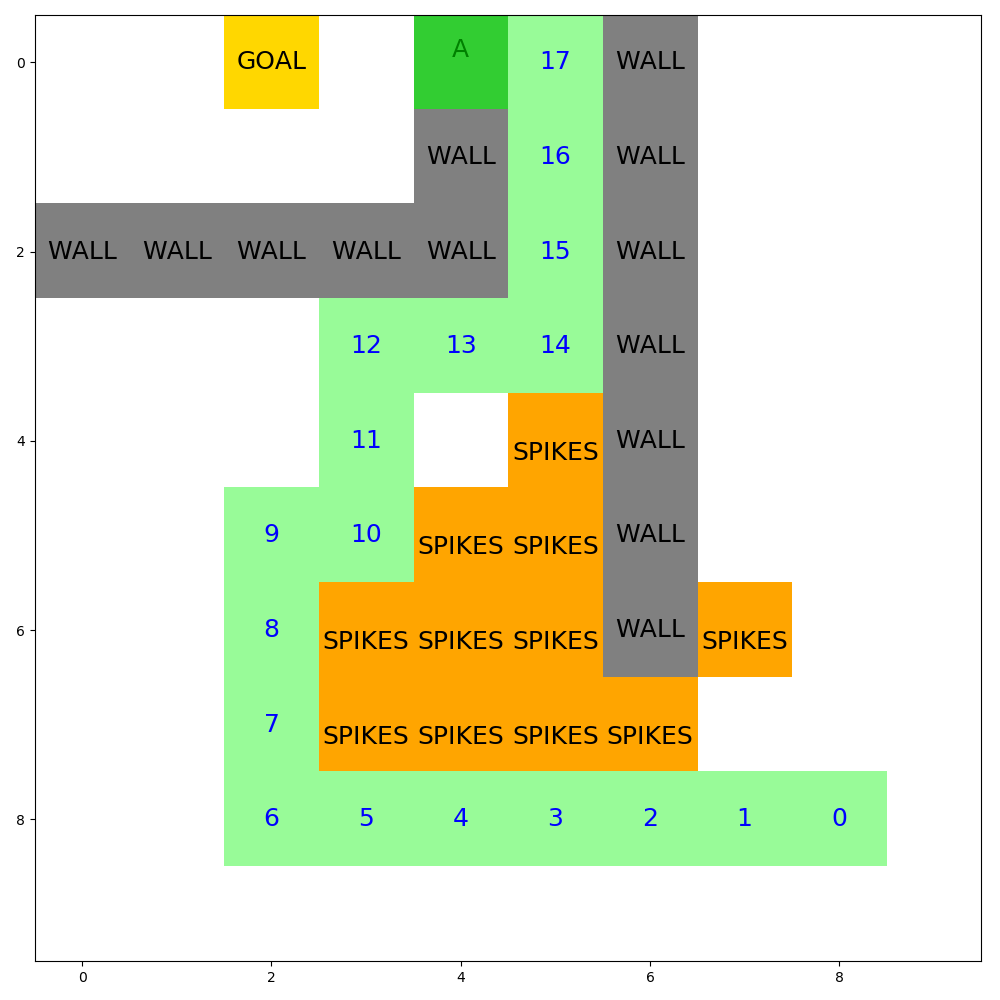 GOAL A 17 WALL
0
WALL 16 WALL
WALL WALL WALL WALL WALL 15 WALL
2
12 13 14 WALL
11 SPIKES WALL
4
9 10 SPIKES SPIKES WALL
8 SPIKES SPIKES SPIKES WALL SPIKES
6
7 SPIKES SPIKES SPIKES SPIKES
6 5 4 3 2 1 0
8
0 2 4 6 8